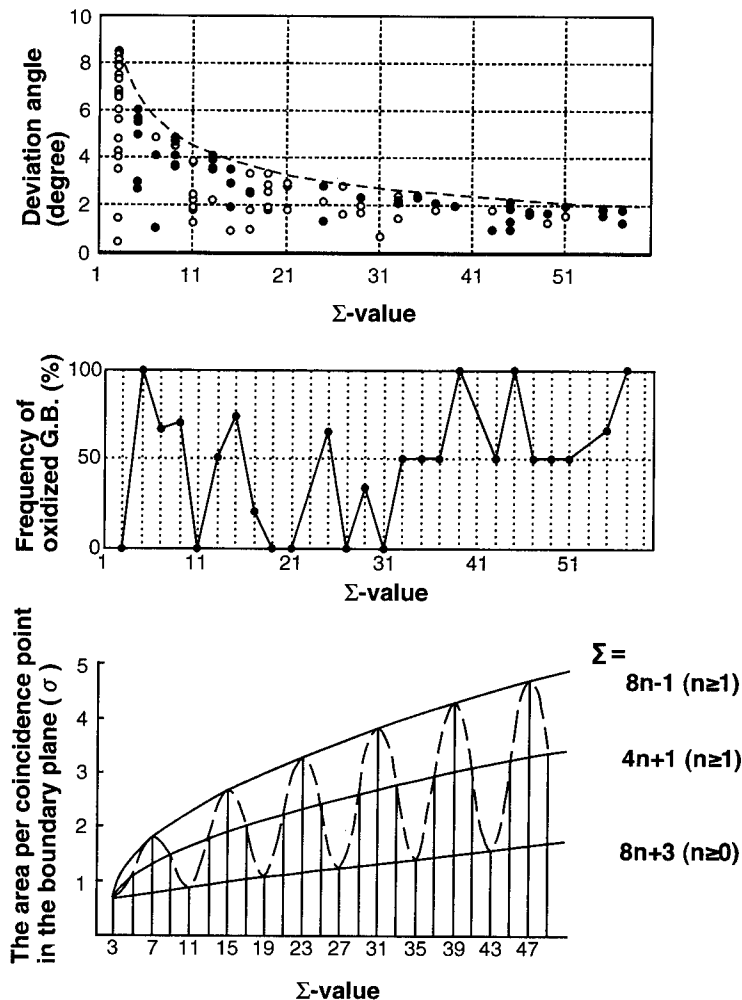 10
8
6
4
2
0
Deviation angle
(degree)
1 11 21 31 41 51
Σ-value
100
50
0
Frequency of
oxidized G.B. (%)
1 11 21 31 41 51
Σ-value
5
4
3
2
1
The area per coincidence point
in the boundary plane ( σ )
3 7 11 15 19 23 27 31 35 39 43 47
Σ-value
Σ =
8n-1 (n≥1)
4n+1 (n≥1)
8n+3 (n≥0)